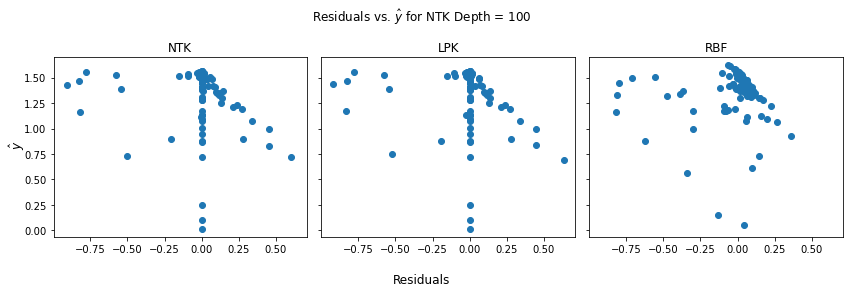 Residuals vs. ŷ for NTK Depth = 100
NTK LPK RBF
1.50
1.25
1.00
0.75
0.50
0.25
0.00
ŷ
−0.75 −0.50 −0.25 0.00 0.25 0.50 −0.75 −0.50 −0.25 0.00 0.25 0.50 −0.75 −0.50 −0.25 0.00 0.25 0.50
Residuals